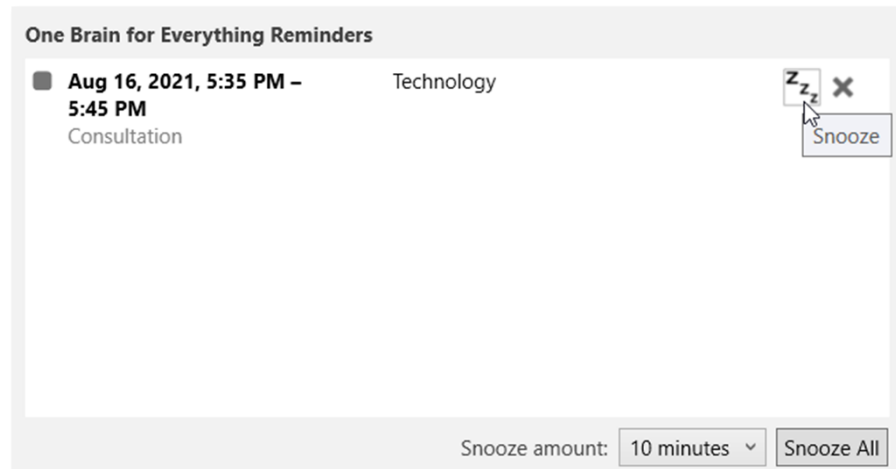 One Brain for Everything Reminders
Aug 16, 2021, 5:35 PM – Technology zzz
5:45 PM
Snooze
Consultation
Snooze amount: 10 minutes Snooze All